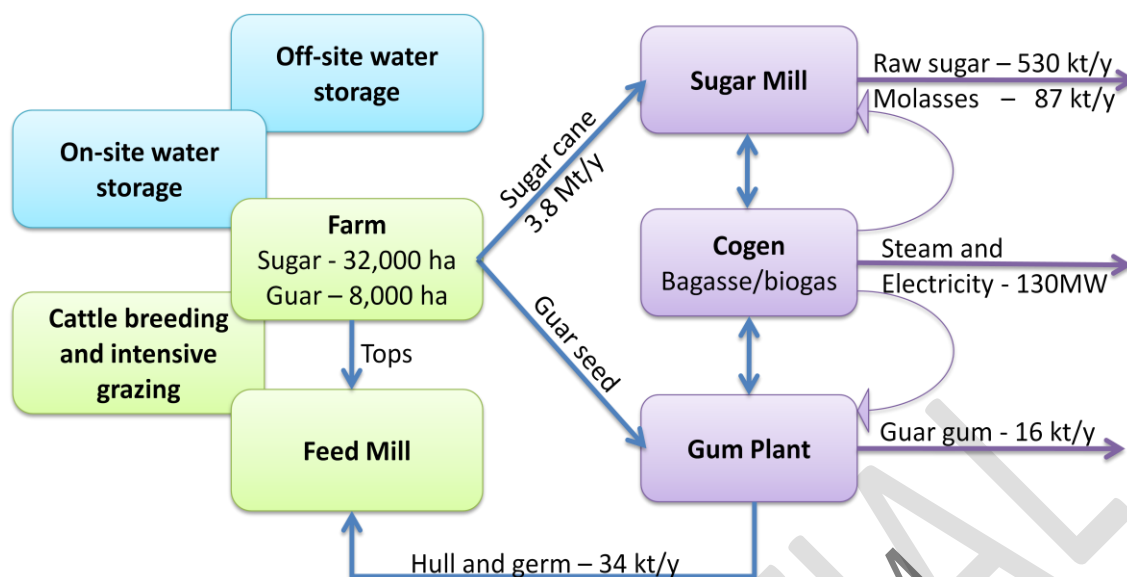 Off-site water
storage
On-site water
storage
Farm
Sugar - 32,000 ha
Guar – 8,000 ha
Cattle breeding
and intensive
grazing
Tops
Feed Mill
Sugar cane
3.8 Mt/y
Guar seed
Sugar Mill
Raw sugar – 530 kt/y
Molasses – 87 kt/y
Cogen
Bagasse/biogas
Steam and
Electricity - 130MW
Gum Plant
Guar gum - 16 kt/y
Hull and germ – 34 kt/y